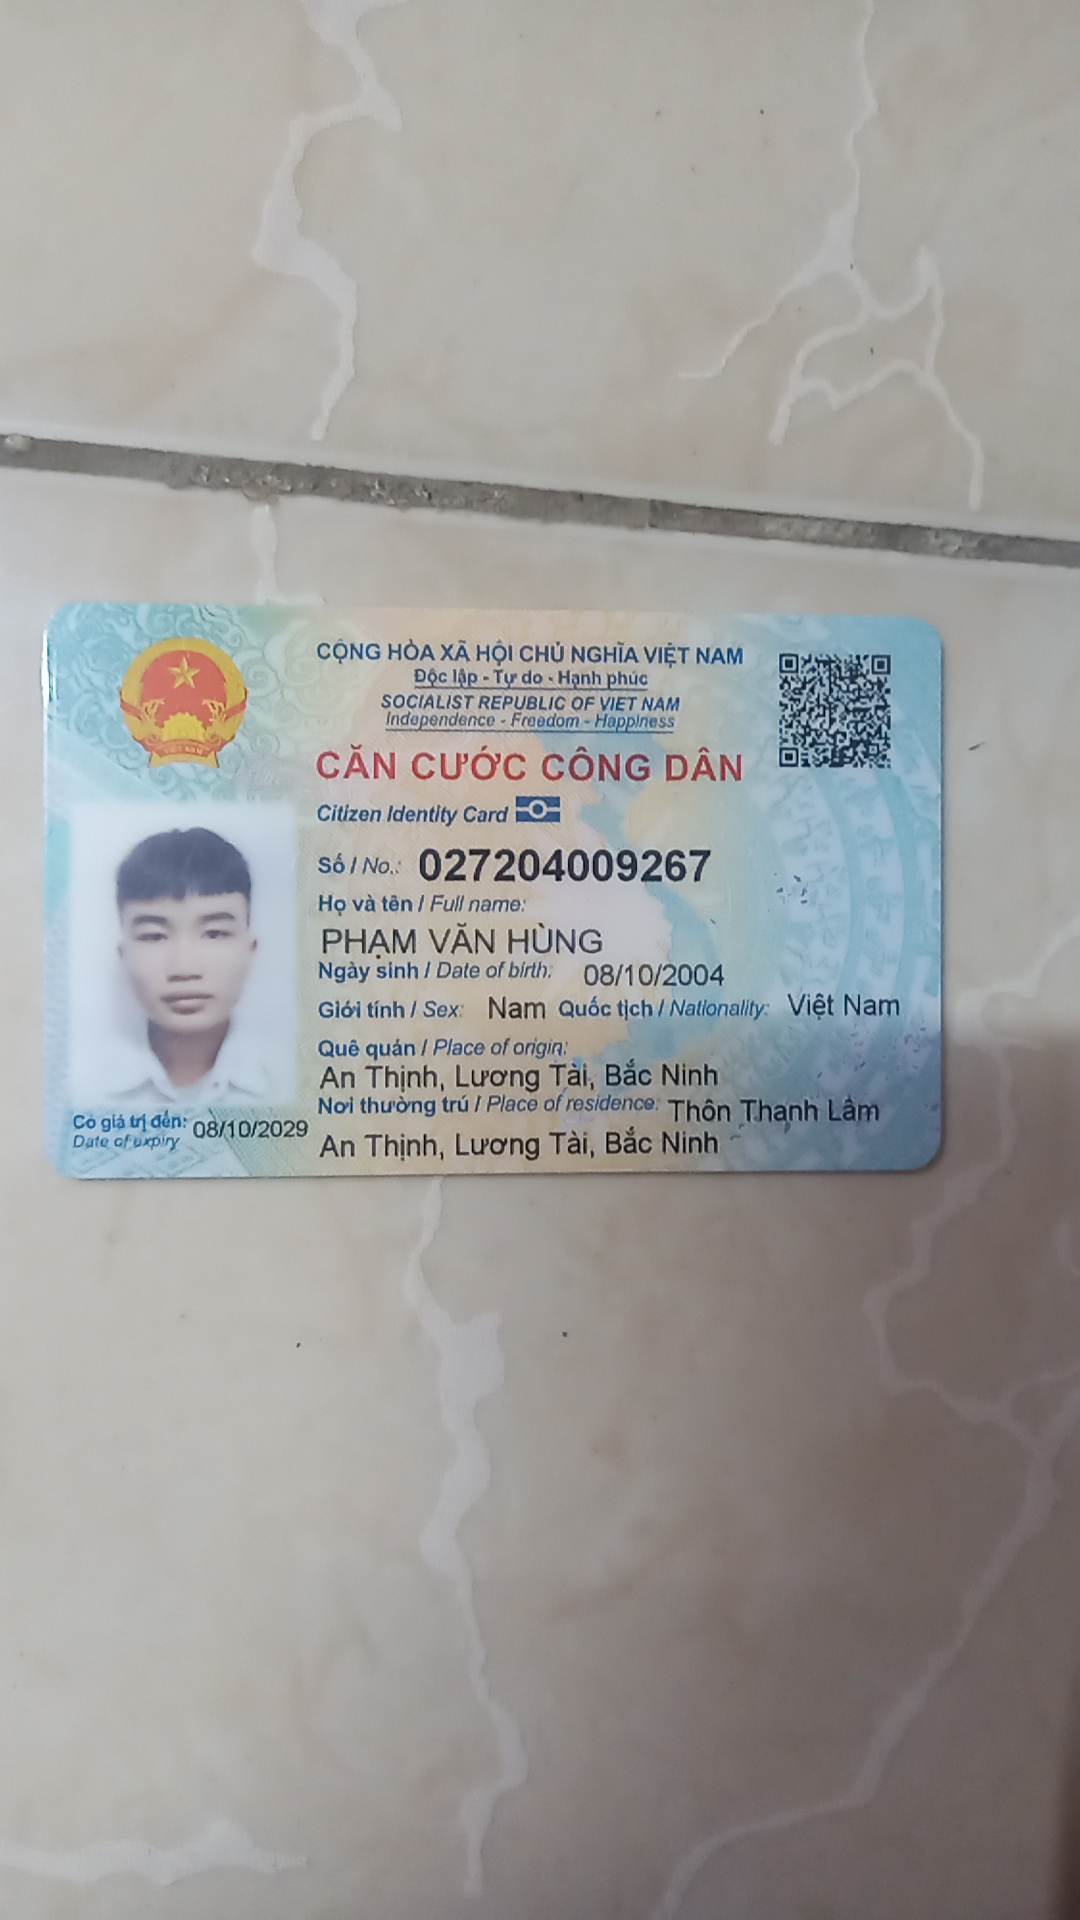 CỘNG HÒA XÃ HỘI CHỦ NGHĨA VIỆT NAM
Độc lập - Tự do - Hạnh phúc
SOCIALIST REPUBLIC OF VIET NAM
Independence - Freedom - Happiness
CĂN CƯỚC CÔNG DÂN
Citizen Identity Card
Số / No.: 027204009267
Họ và tên / Full name:
PHẠM VĂN HÙNG
Ngày sinh / Date of birth: 08/10/2004
Giới tính / Sex: Nam Quốc tịch / Nationality: Việt Nam
Quê quán / Place of origin:
An Thịnh, Lương Tài, Bắc Ninh
Nơi thường trú / Place of residence: Thôn Thanh Lâm
An Thịnh, Lương Tài, Bắc Ninh
Có giá trị đến: 08/10/2029
Date of expiry